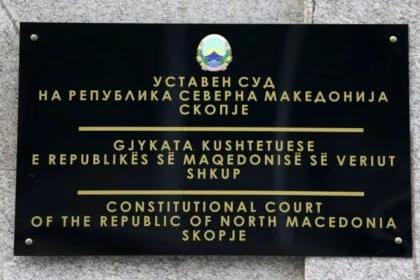 УСТАВЕН СУД
НА РЕПУБЛИКА СЕВЕРНА МАКЕДОНИЈА
СКОПЈЕ
GJYKATA KUSHTETUESE
E REPUBLIKËS SË MAQEDONISË SË VERIUT
SHKUP
CONSTITUTIONAL COURT
OF THE REPUBLIC OF NORTH MACEDONIA
SKOPJE